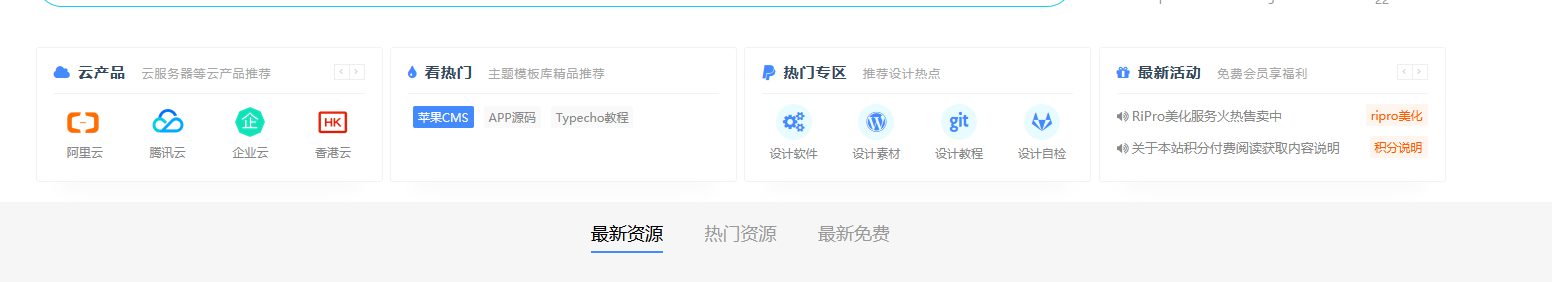 云产品 云服务器等云产品推荐
阿里云 腾讯云 企 企业云 HK 香港云
看热门 主题模板库精品推荐
苹果CMS APP源码 Typecho教程
热门专区 推荐设计热点
设计软件 设计素材 git 设计教程 设计自检
最新活动 免费会员享福利
RiPro美化服务火热售卖中 ripro美化
关于本站积分付费阅读获取内容说明 积分说明
最新资源 热门资源 最新免费